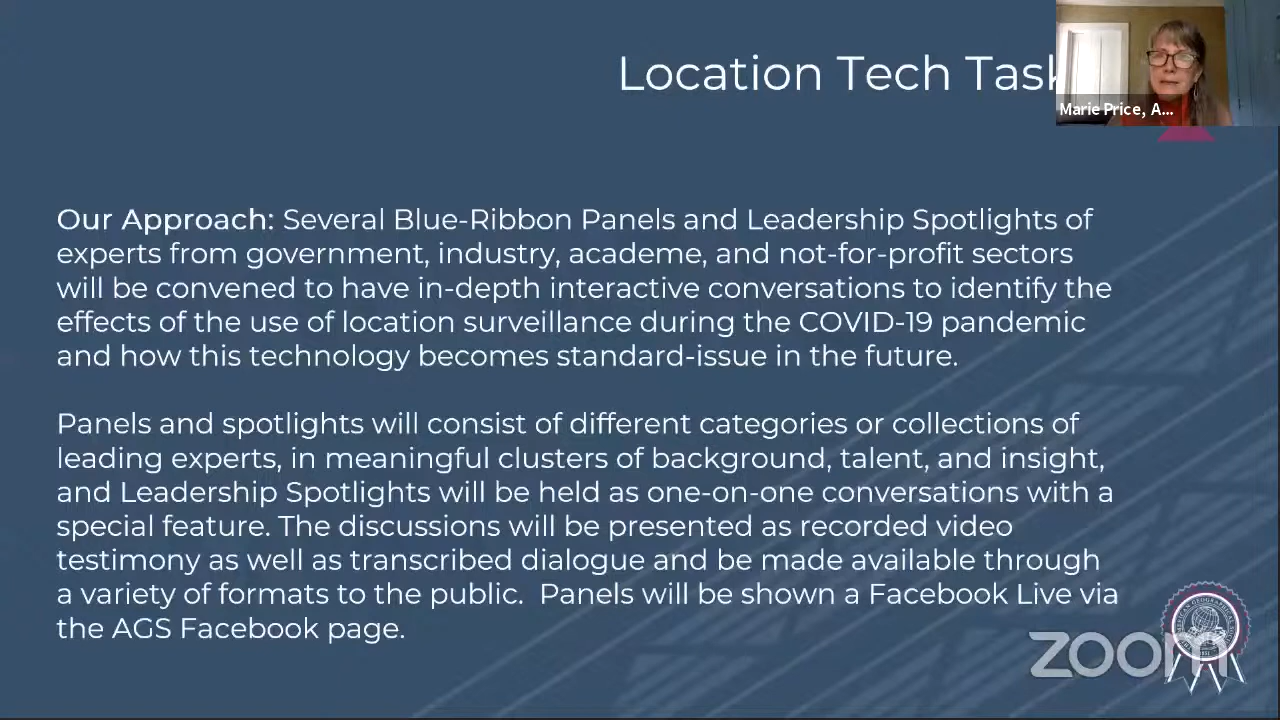 Location Tech Task
Marie Price, A...
Our Approach: Several Blue-Ribbon Panels and Leadership Spotlights of
experts from government, industry, academe, and not-for-profit sectors
will be convened to have in-depth interactive conversations to identify the
effects of the use of location surveillance during the COVID-19 pandemic
and how this technology becomes standard-issue in the future.
Panels and spotlights will consist of different categories or collections of
leading experts, in meaningful clusters of background, talent, and insight,
and Leadership Spotlights will be held as one-on-one conversations with a
special feature. The discussions will be presented as recorded video
testimony as well as transcribed dialogue and be made available through
a variety of formats to the public.  Panels will be shown a Facebook Live via
the AGS Facebook page.
zoom